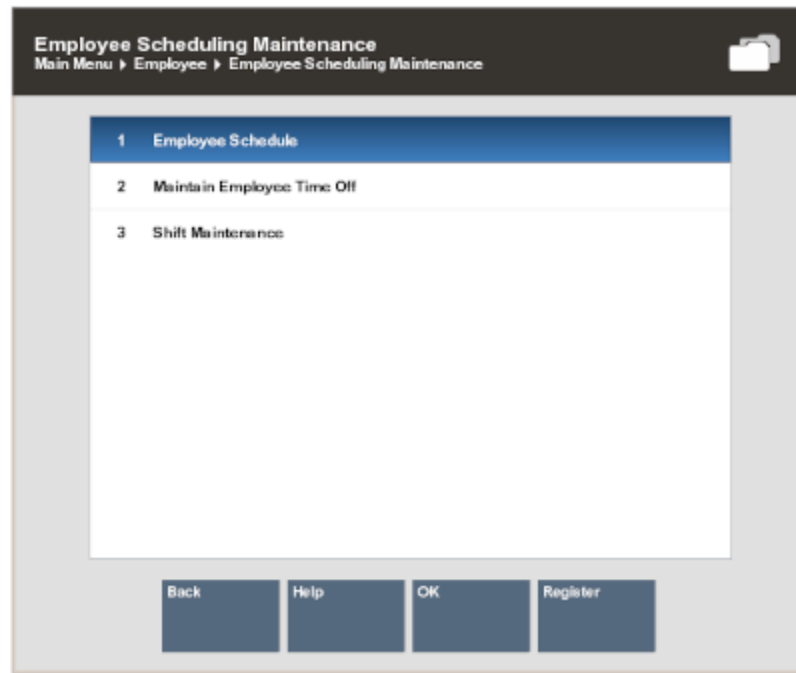 Employee Scheduling Maintenance
Main Menu ▸ Employee ▸ Employee Scheduling Maintenance
1 Employee Schedule
2 Maintain Employee Time Off
3 Shift Maintenance
Back Help OK Register